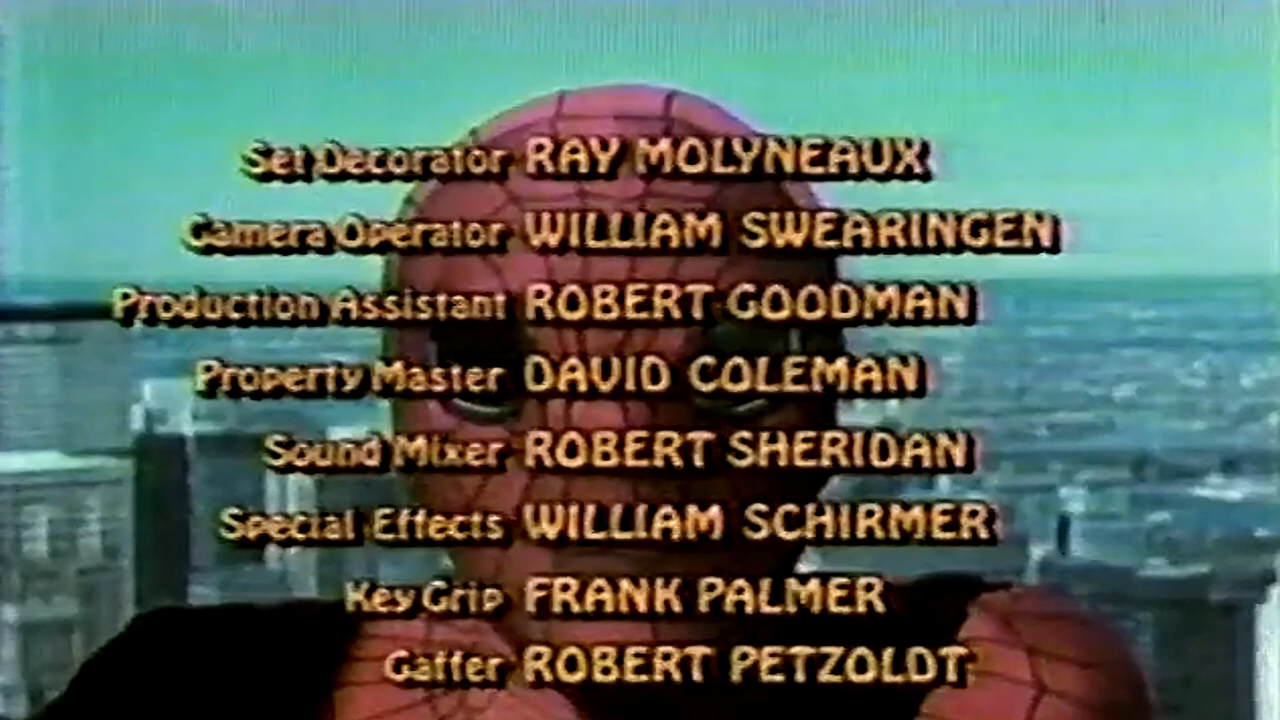 Set Decorator RAY MOLYNEAUX
Camera Operator WILLIAM SWEARINGEN
Production Assistant ROBERT GOODMAN
Property Master DAVID COLEMAN
Sound Mixer ROBERT SHERIDAN
Special Effects WILLIAM SCHIRMER
Key Grip FRANK PALMER
Gaffer ROBERT PETZOLDT